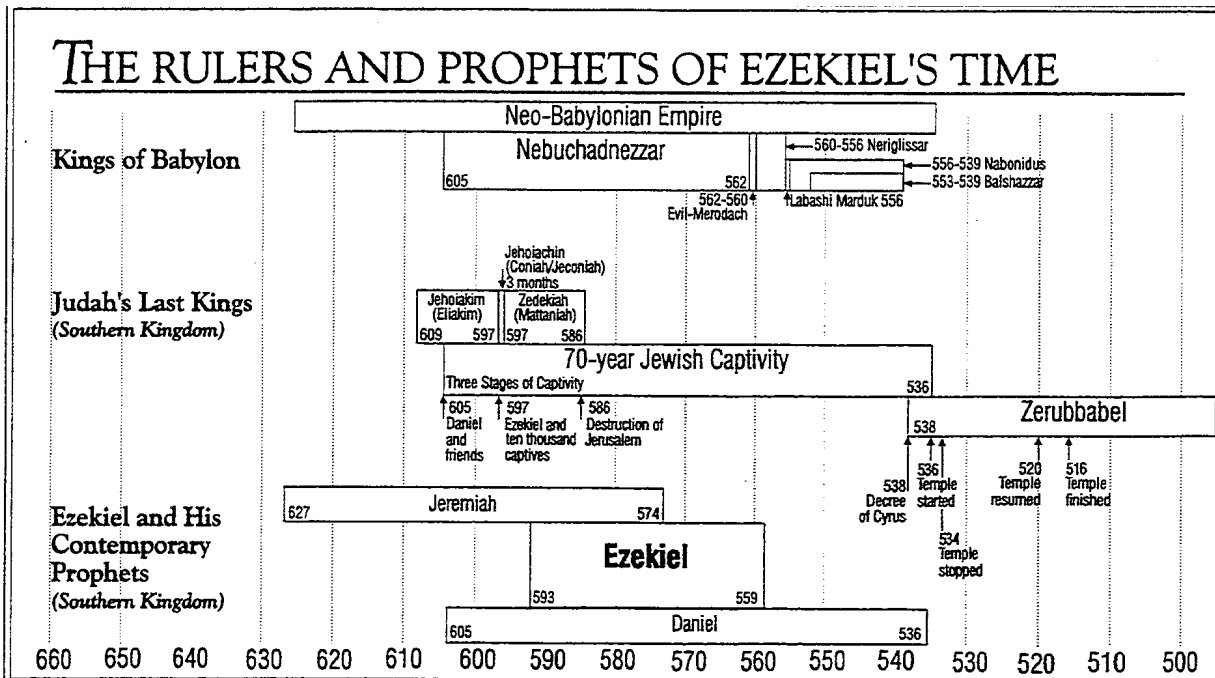 THE RULERS AND PROPHETS OF EZEKIEL'S TIME
Neo-Babylonian Empire
Kings of Babylon
Nebuchadnezzar
605
562
560-556 Neriglissar
556-539 Nabonidus
553-539 Balshazzar
562-560
Evil-Merodach
Labashi Marduk 556
Jehoiachin
(Coniah/Jeconiah)
3 months
Judah's Last Kings
(Southern Kingdom)
Jehoiakim
(Eliakim)
609 597
Zedekiah
(Mattaniah)
597 586
70-year Jewish Captivity
Three Stages of Captivity
536
605
Daniel
and
friends
597
Ezekiel and
ten thousand
captives
586
Destruction of
Jerusalem
Zerubbabel
538
538
Decree
of Cyrus
536
Temple
started
534
Temple
stopped
520
Temple
resumed
516
Temple
finished
Ezekiel and His
Contemporary
Prophets
(Southern Kingdom)
Jeremiah
627
574
Ezekiel
593
559
Daniel
605
536
660 650 640 630 620 610 600 590 580 570 560 550 540 530 520 510 500